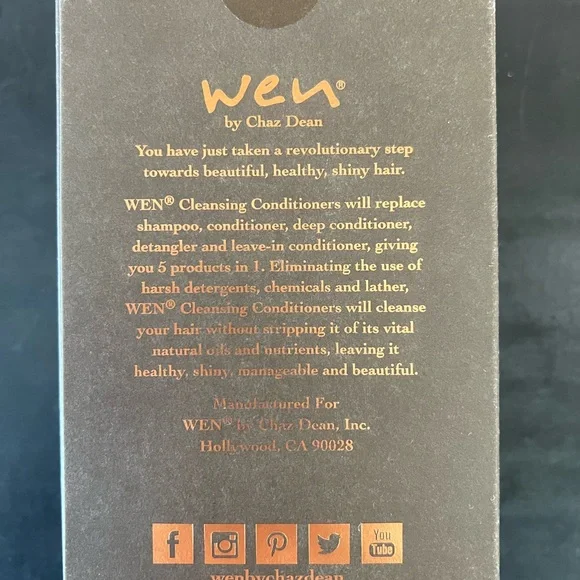 wen®
by Chaz Dean
You have just taken a revolutionary step
towards beautiful, healthy, shiny hair.
WEN® Cleansing Conditioners will replace
shampoo, conditioner, deep conditioner,
detangler and leave-in conditioner, giving
you 5 products in 1. Eliminating the use of
harsh detergents, chemicals and lather,
WEN® Cleansing Conditioners will cleanse
your hair without stripping it of its vital
natural oils and nutrients, leaving it
healthy, shiny, manageable and beautiful.
Manufactured For
WEN® by Chaz Dean, Inc.
Hollywood, CA 90028
f You Tube
wenbychazdean